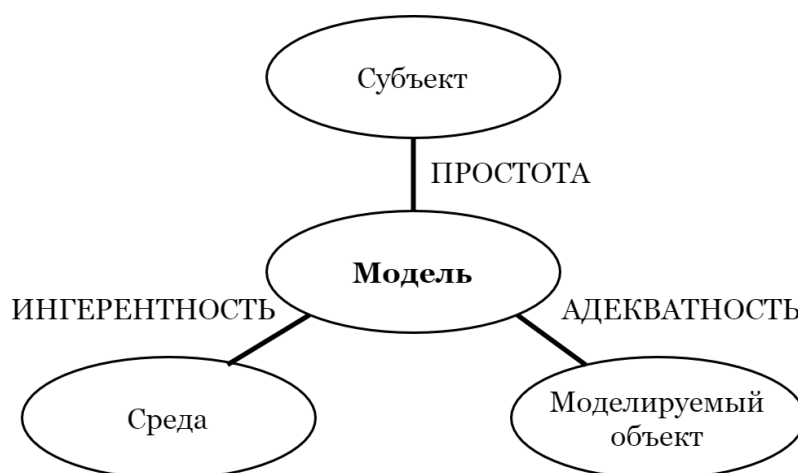 Субъект
ПРОСТОТА
Модель
ИНГЕРЕНТНОСТЬ
АДЕКВАТНОСТЬ
Среда
Моделируемый
объект